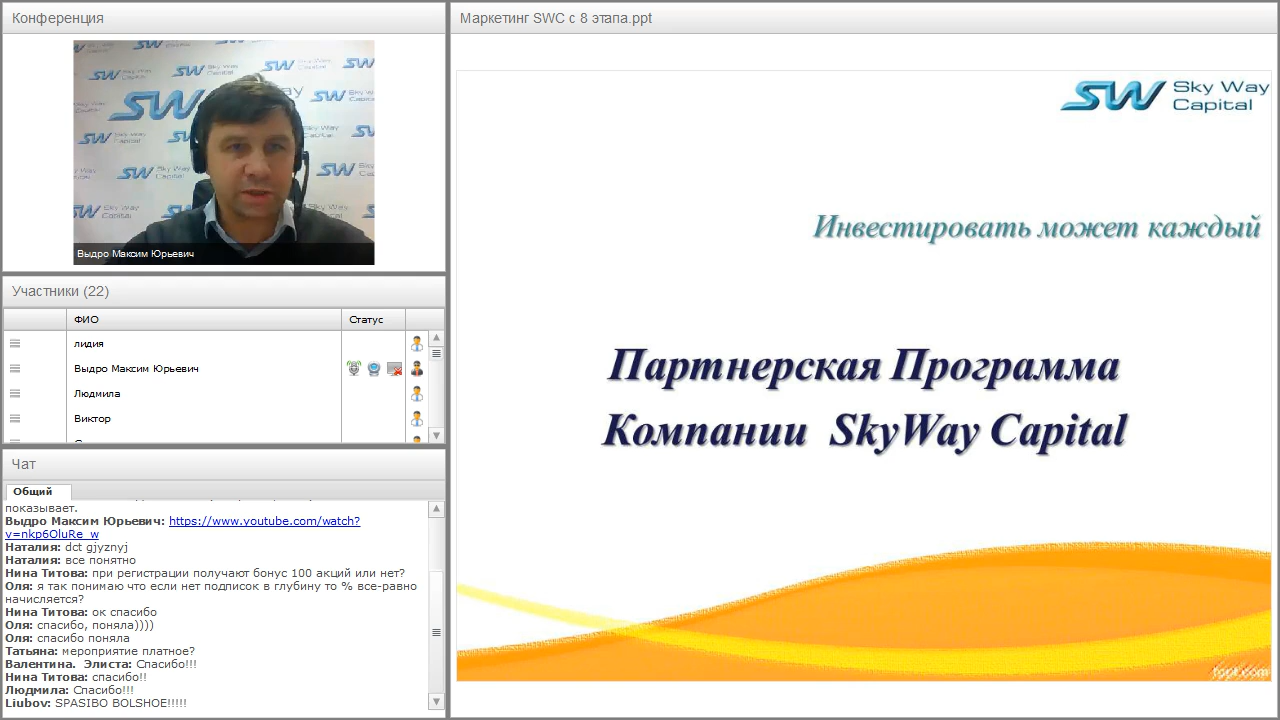 Конференция
Выдро Максим Юрьевич
Участники (22)
ФИО
Статус
лидия
Выдро Максим Юрьевич
Людмила
Виктор
Чат
Общий
показывает.
Выдро Максим Юрьевич: https://www.youtube.com/watch?
v=nkp6OluRe_w
Наталия: dct gjyznyj
Наталия: все понятно
Нина Титова: при регистрации получают бонус 100 акций или нет?
Оля: я так понимаю что если нет подписок в глубину то % все-равно
начисляется?
Нина Титова: ок спасибо
Оля: спасибо, поняла))))
Оля: спасибо поняла
Татьяна: мероприятие платное?
Валентина. Элиста: Спасибо!!!
Нина Титова: спасибо!!
Людмила: Спасибо!!!
Liubov: SPASIBO BOLSHOE!!!!!
Маркетинг SWC с 8 этапа.ppt
SW Sky Way
Capital
Инвестировать может каждый
Партнерская Программа
Компании SkyWay Capital
fppt.com